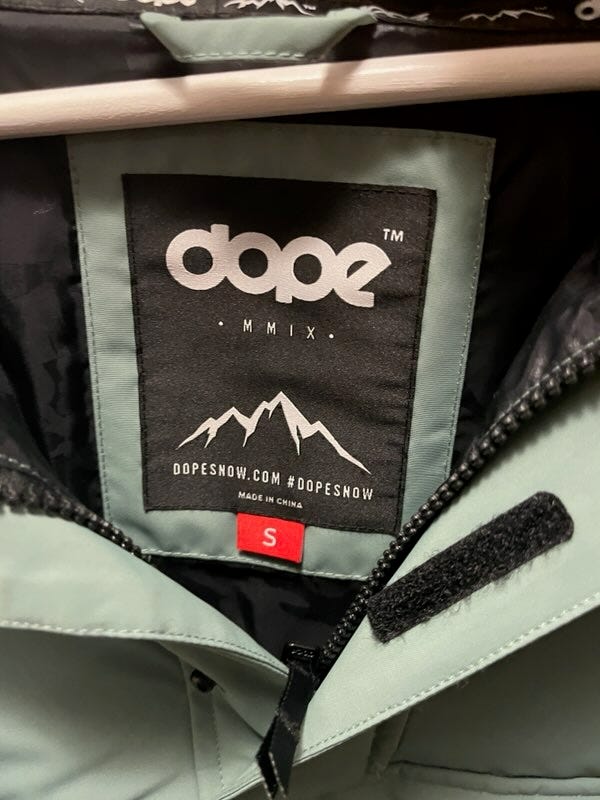 dope™
· MMIX ·
DOPESNOW.COM #DOPESNOW
MADE IN CHINA
S